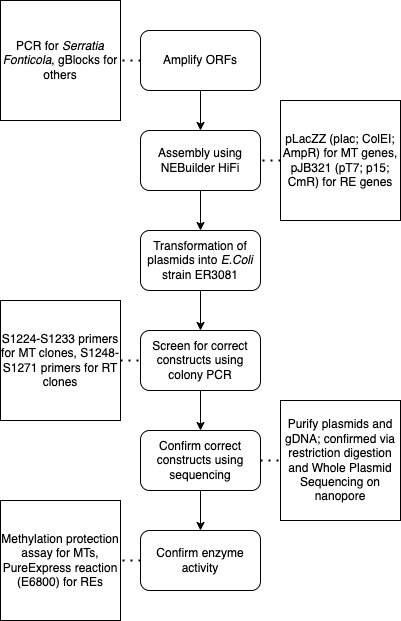 PCR for Serratia
Fonticola, gBlocks for
others
Amplify ORFs
Assembly using
NEBuilder HiFi
pLacZZ (plac; ColEI;
AmpR) for MT genes,
pJB321 (pT7; p15;
CmR) for RE genes
Transformation of
plasmids into E.Coli
strain ER3081
S1224-S1233 primers
for MT clones, S1248-
S1271 primers for RT
clones
Screen for correct
constructs using
colony PCR
Confirm correct
constructs using
sequencing
Purify plasmids and
gDNA; confirmed via
restriction digestion
and Whole Plasmid
Sequencing on
nanopore
Methylation protection
assay for MTs,
PureExpress reaction
(E6800) for REs
Confirm enzyme
activity